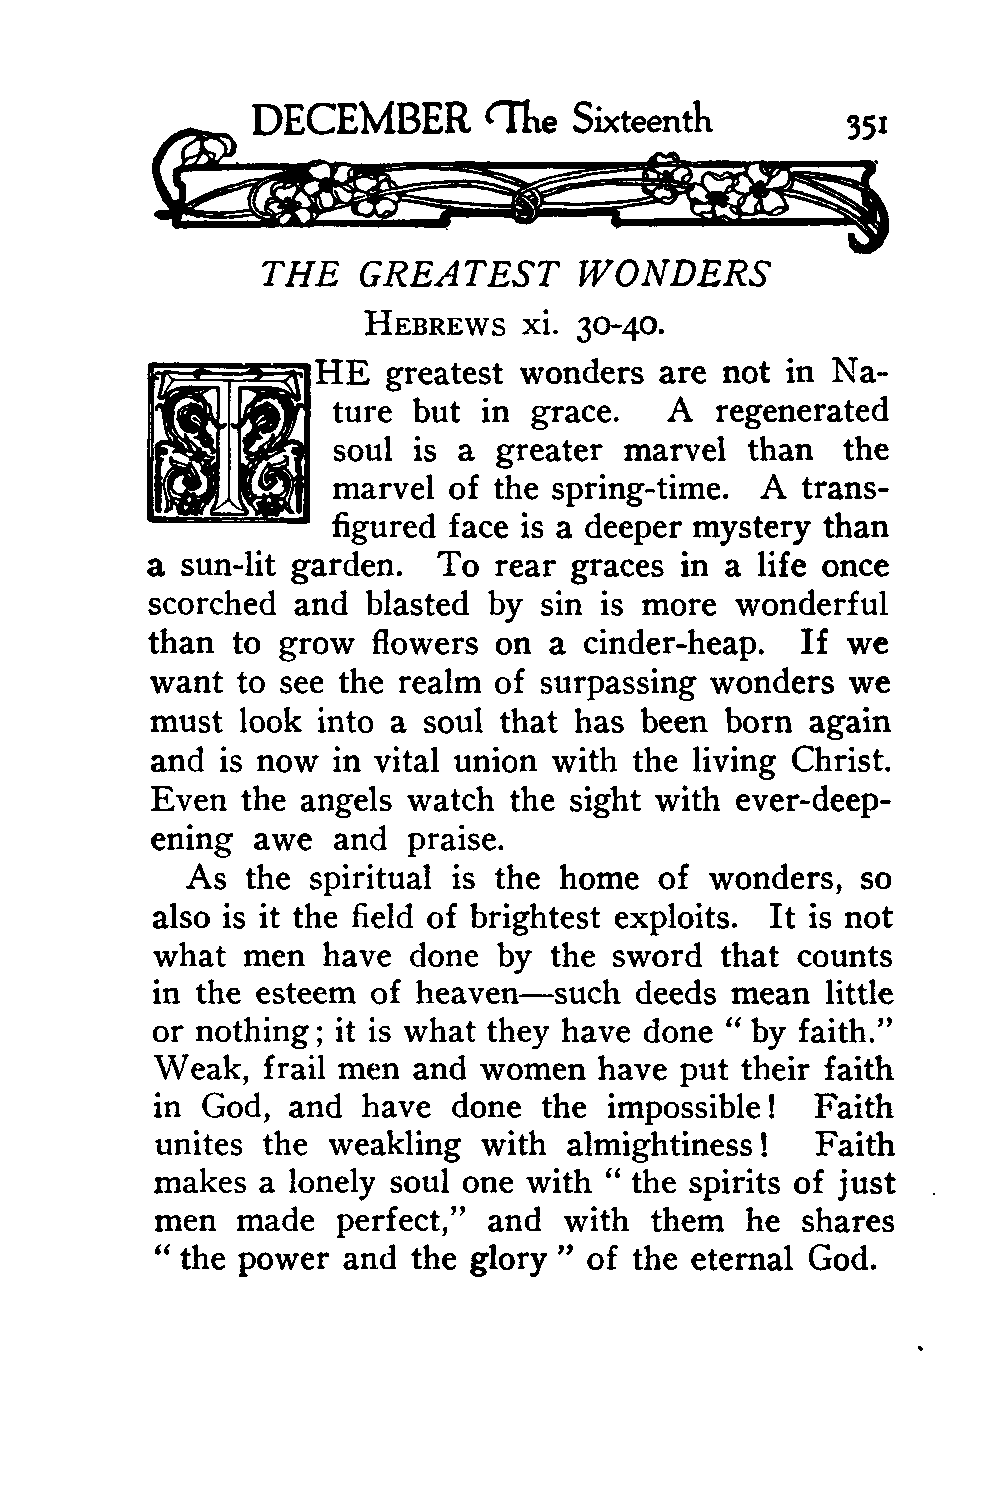 DECEMBER The Sixteenth 351
THE GREATEST WONDERS
HEBREWS xi. 30-40.
THE greatest wonders are not in Na-
ture but in grace. A regenerated
soul is a greater marvel than the
marvel of the spring-time. A trans-
figured face is a deeper mystery than
a sun-lit garden. To rear graces in a life once
scorched and blasted by sin is more wonderful
than to grow flowers on a cinder-heap. If we
want to see the realm of surpassing wonders we
must look into a soul that has been born again
and is now in vital union with the living Christ.
Even the angels watch the sight with ever-deep-
ening awe and praise.
As the spiritual is the home of wonders, so
also is it the field of brightest exploits. It is not
what men have done by the sword that counts
in the esteem of heaven—such deeds mean little
or nothing; it is what they have done “ by faith.”
Weak, frail men and women have put their faith
in God, and have done the impossible! Faith
unites the weakling with almightiness! Faith
makes a lonely soul one with “ the spirits of just
men made perfect,” and with them he shares
“ the power and the glory ” of the eternal God.